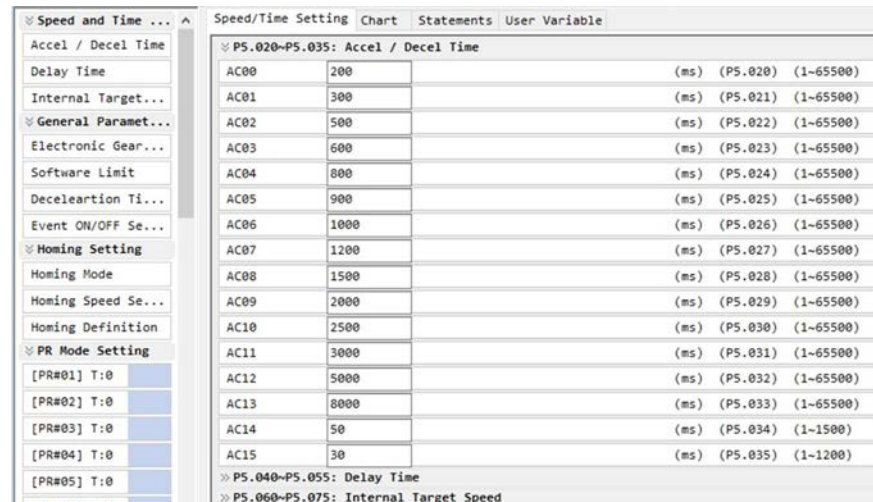 Speed and Time ...
Accel / Decel Time
Delay Time
Internal Target...
General Paramet...
Electronic Gear...
Software Limit
Deceleartion Ti...
Event ON/OFF Se...
Homing Setting
Homing Mode
Homing Speed Se...
Homing Definition
PR Mode Setting
[PR#01] T:0
[PR#02] T:0
[PR#03] T:0
[PR#04] T:0
[PR#05] T:0
Speed/Time Setting Chart Statements User Variable
P5.020~P5.035: Accel / Decel Time
AC00 200 (ms) (P5.020) (1~65500)
AC01 300 (ms) (P5.021) (1~65500)
AC02 500 (ms) (P5.022) (1~65500)
AC03 600 (ms) (P5.023) (1~65500)
AC04 800 (ms) (P5.024) (1~65500)
AC05 900 (ms) (P5.025) (1~65500)
AC06 1000 (ms) (P5.026) (1~65500)
AC07 1200 (ms) (P5.027) (1~65500)
AC08 1500 (ms) (P5.028) (1~65500)
AC09 2000 (ms) (P5.029) (1~65500)
AC10 2500 (ms) (P5.030) (1~65500)
AC11 3000 (ms) (P5.031) (1~65500)
AC12 5000 (ms) (P5.032) (1~65500)
AC13 8000 (ms) (P5.033) (1~65500)
AC14 50 (ms) (P5.034) (1~1500)
AC15 30 (ms) (P5.035) (1~1200)
P5.040~P5.055: Delay Time
P5.060~P5.075: Internal Target Speed